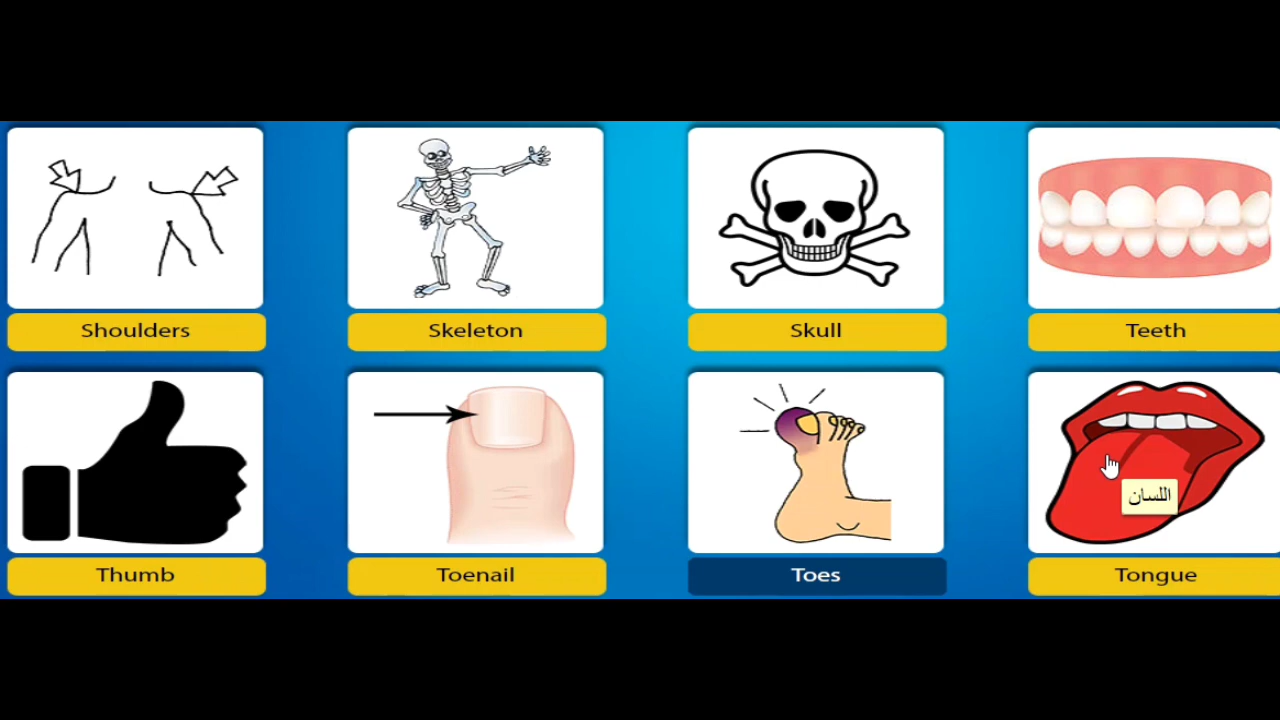 Shoulders
Skeleton
Skull
Teeth
اللسان
Thumb
Toenail
Toes
Tongue